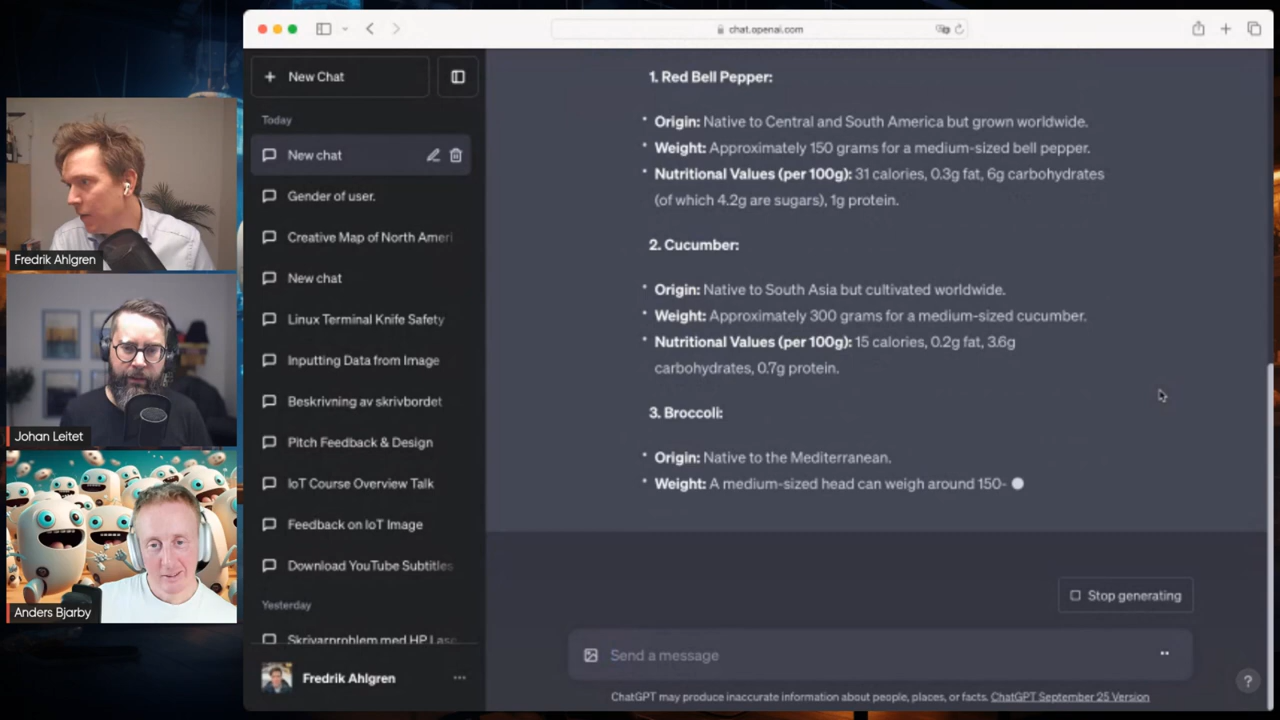 Fredrik Ahlgren
Johan Leitet
Anders Bjarby
chat.openai.com
New Chat
Today
New chat
Gender of user.
Creative Map of North Ameri
New chat
Linux Terminal Knife Safety
Inputting Data from Image
Beskrivning av skrivbordet
Pitch Feedback & Design
IoT Course Overview Talk
Feedback on IoT Image
Download YouTube Subtitles
Yesterday
Skrivarproblem med HP Lase
Fredrik Ahlgren
1. Red Bell Pepper:
• Origin: Native to Central and South America but grown worldwide.
• Weight: Approximately 150 grams for a medium-sized bell pepper.
• Nutritional Values (per 100g): 31 calories, 0.3g fat, 6g carbohydrates
(of which 4.2g are sugars), 1g protein.
2. Cucumber:
• Origin: Native to South Asia but cultivated worldwide.
• Weight: Approximately 300 grams for a medium-sized cucumber.
• Nutritional Values (per 100g): 15 calories, 0.2g fat, 3.6g
carbohydrates, 0.7g protein.
3. Broccoli:
• Origin: Native to the Mediterranean.
• Weight: A medium-sized head can weigh around 150-
Stop generating
Send a message
ChatGPT may produce inaccurate information about people, places, or facts. ChatGPT September 25 Version
?